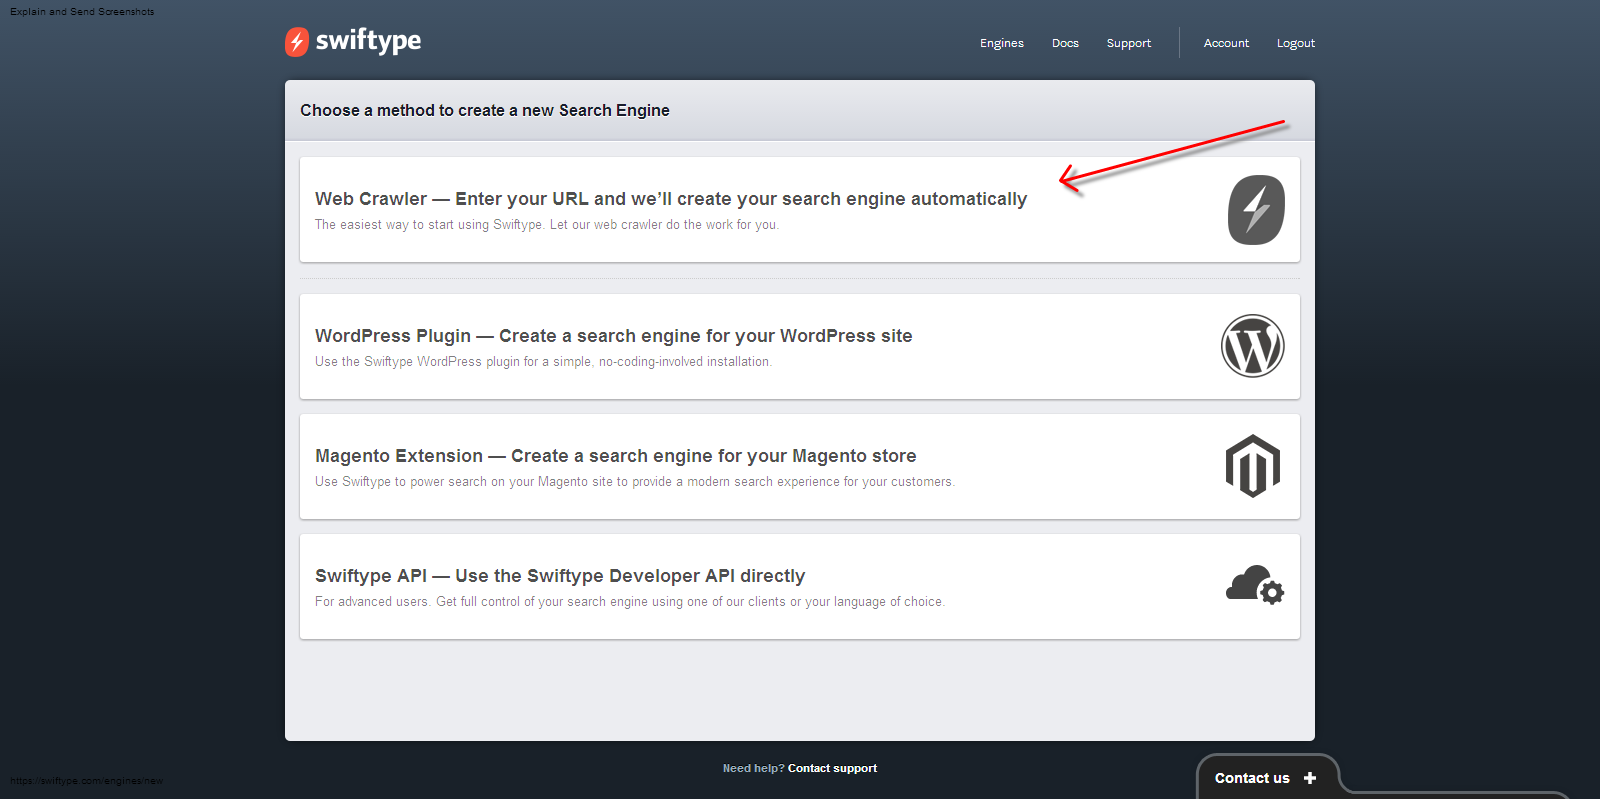 Explain and Send Screenshots
swiftype
Engines Docs Support Account Logout
Choose a method to create a new Search Engine
Web Crawler — Enter your URL and we’ll create your search engine automatically
The easiest way to start using Swiftype. Let our web crawler do the work for you.
WordPress Plugin — Create a search engine for your WordPress site
Use the Swiftype WordPress plugin for a simple, no-coding-involved installation.
Magento Extension — Create a search engine for your Magento store
Use Swiftype to power search on your Magento site to provide a modern search experience for your customers.
Swiftype API — Use the Swiftype Developer API directly
For advanced users. Get full control of your search engine using one of our clients or your language of choice.
Need help? Contact support
Contact us +
https://swiftype.com/engines/new